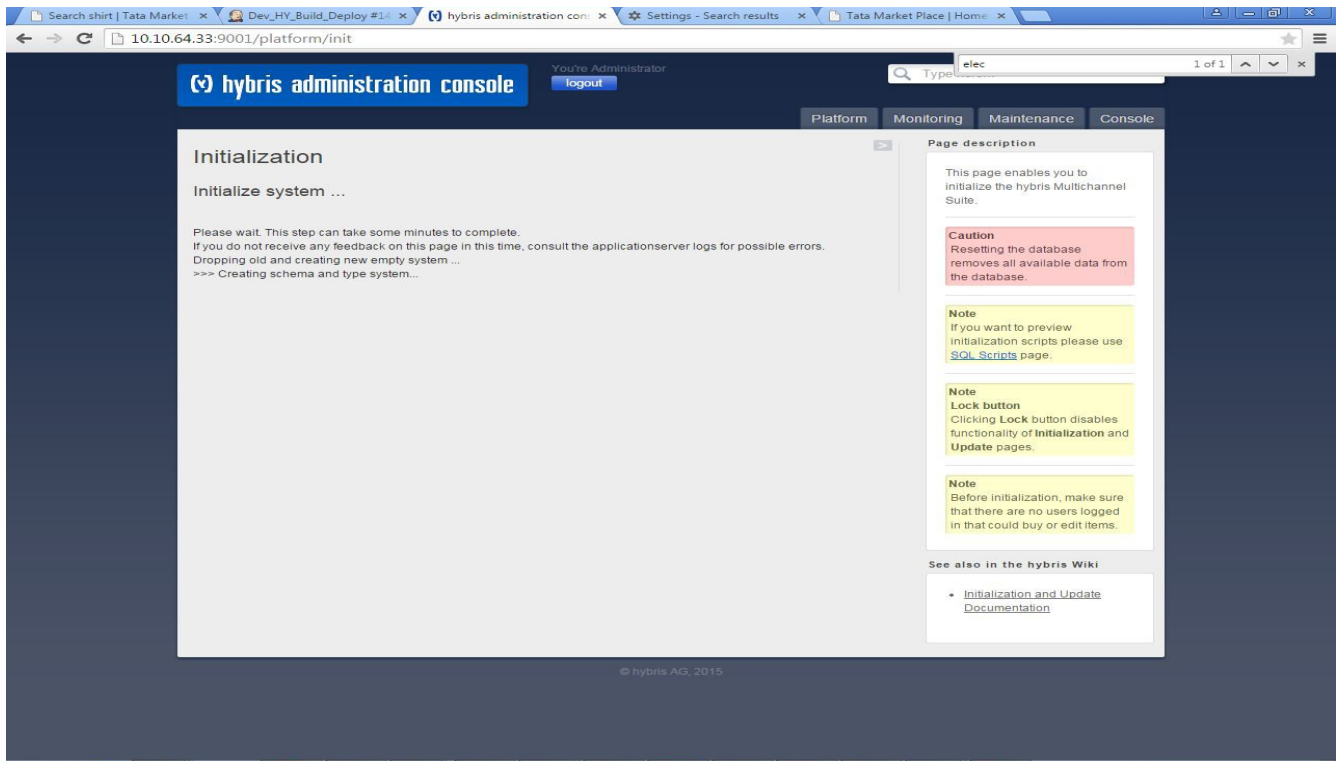 Search shirt | Tata Market
Dev_HY_Build_Deploy #14
hybris administration con
Settings - Search results
Tata Market Place | Home
10.10.64.33:9001/platform/init
elec
1 of 1
hybris administration console
You're Administrator
logout
Platform
Monitoring
Maintenance
Console
Initialization
Initialize system ...
Please wait. This step can take some minutes to complete.
If you do not receive any feedback on this page in this time, consult the applicationserver logs for possible errors.
Dropping old and creating new empty system ...
>>> Creating schema and type system...
Page description
This page enables you to
initialize the hybris Multichannel
Suite.
Caution
Resetting the database
removes all available data from
the database.
Note
If you want to preview
initialization scripts please use
SQL Scripts page.
Note
Lock button
Clicking Lock button disables
functionality of Initialization and
Update pages.
Note
Before initialization, make sure
that there are no users logged
in that could buy or edit items.
See also in the hybris Wiki
• Initialization and Update
Documentation
© hybris AG, 2015